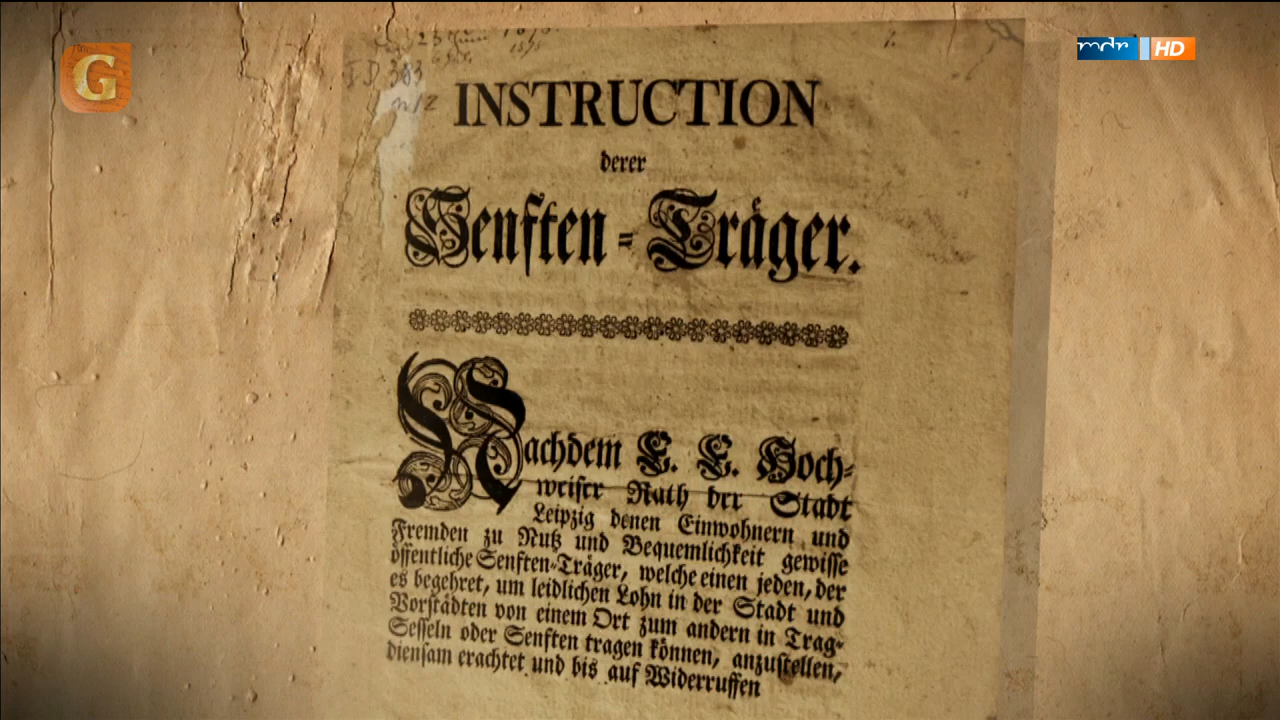 G
mdr HD
383
INSTRUCTION
derer
Senften-Träger.
Nachdem E. E. Hoch-
weiser Rath der Stadt
Leipzig denen Einwohnern und
Fremden zu Nutz und Bequemlichkeit gewisse
öffentliche Senften-Träger, welche einen jeden, der
es begehret, um leidlichen Lohn in der Stadt und
Vorstädten von einem Ort zum andern in Trag-
Sesseln oder Senften tragen können, anzustellen,
diensam erachtet und bis auf Widerruffen